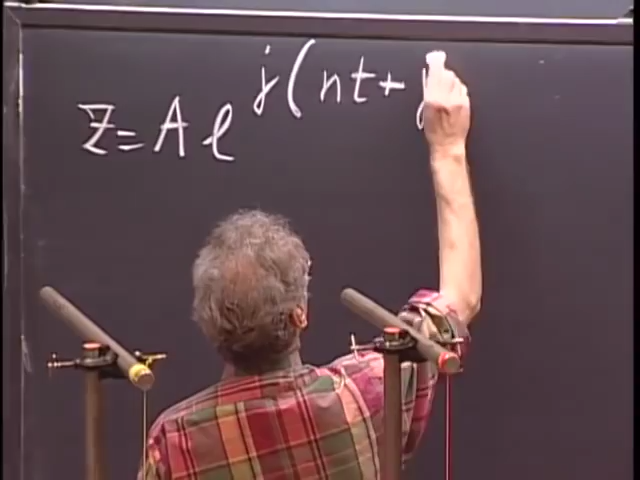 Z = A e^{j(nt +